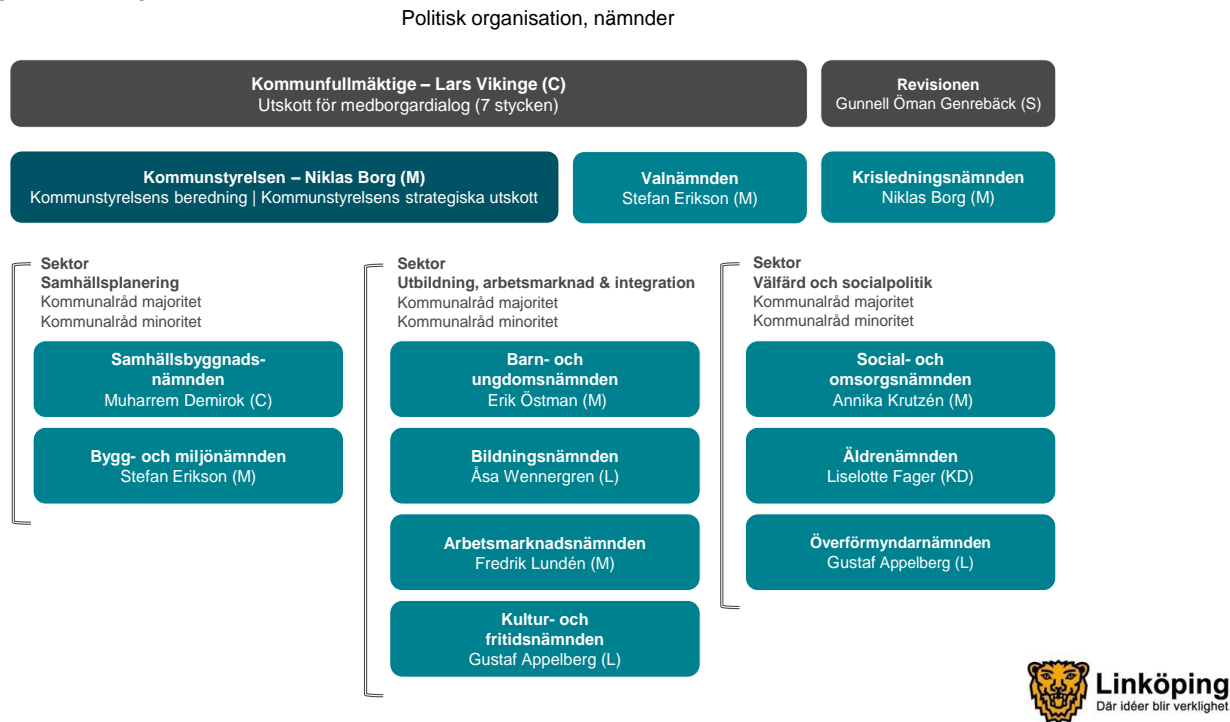 Politisk organisation, nämnder
Kommunfullmäktige – Lars Vikinge (C)
Utskott för medborgardialog (7 stycken)
Revisionen
Gunnell Öman Genrebäck (S)
Kommunstyrelsen – Niklas Borg (M)
Kommunstyrelsens beredning | Kommunstyrelsens strategiska utskott
Valnämnden
Stefan Erikson (M)
Krisledningsnämnden
Niklas Borg (M)
Sektor
Samhällsplanering
Kommunalråd majoritet
Kommunalråd minoritet
Samhällsbyggnads-
nämnden
Muharrem Demirok (C)
Bygg- och miljönämnden
Stefan Erikson (M)
Sektor
Utbildning, arbetsmarknad & integration
Kommunalråd majoritet
Kommunalråd minoritet
Barn- och
ungdomsnämnden
Erik Östman (M)
Bildningsnämnden
Åsa Wennergren (L)
Arbetsmarknadsnämnden
Fredrik Lundén (M)
Kultur- och
fritidsnämnden
Gustaf Appelberg (L)
Sektor
Välfärd och socialpolitik
Kommunalråd majoritet
Kommunalråd minoritet
Social- och
omsorgsnämnden
Annika Krutzén (M)
Äldrenämnden
Liselotte Fager (KD)
Överförmyndarnämnden
Gustaf Appelberg (L)
Linköping
Där idéer blir verklighet